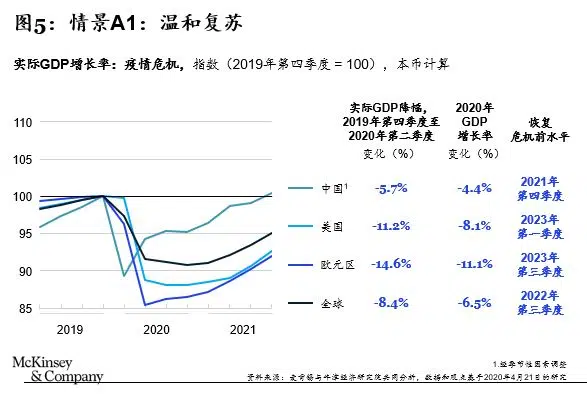 图5：情景A1：温和复苏
实际GDP增长率：疫情危机，指数（2019年第四季度 = 100），本币计算
实际GDP降幅，
2019年第四季度至
2020年第二季度
变化（%）
2020年
GDP
增长率
变化（%）
恢复
危机前水平
110
105
100
95
90
85
2019
2020
2021
中国1
-5.7%
-4.4%
2021年
第四季度
美国
-11.2%
-8.1%
2023年
第一季度
欧元区
-14.6%
-11.1%
2023年
第三季度
全球
-8.4%
-6.5%
2022年
第三季度
McKinsey
& Company
1.经季节性因素调整
资料来源：麦肯锡与牛津经济研究院共同分析，数据和观点基于2020年4月21日的研究